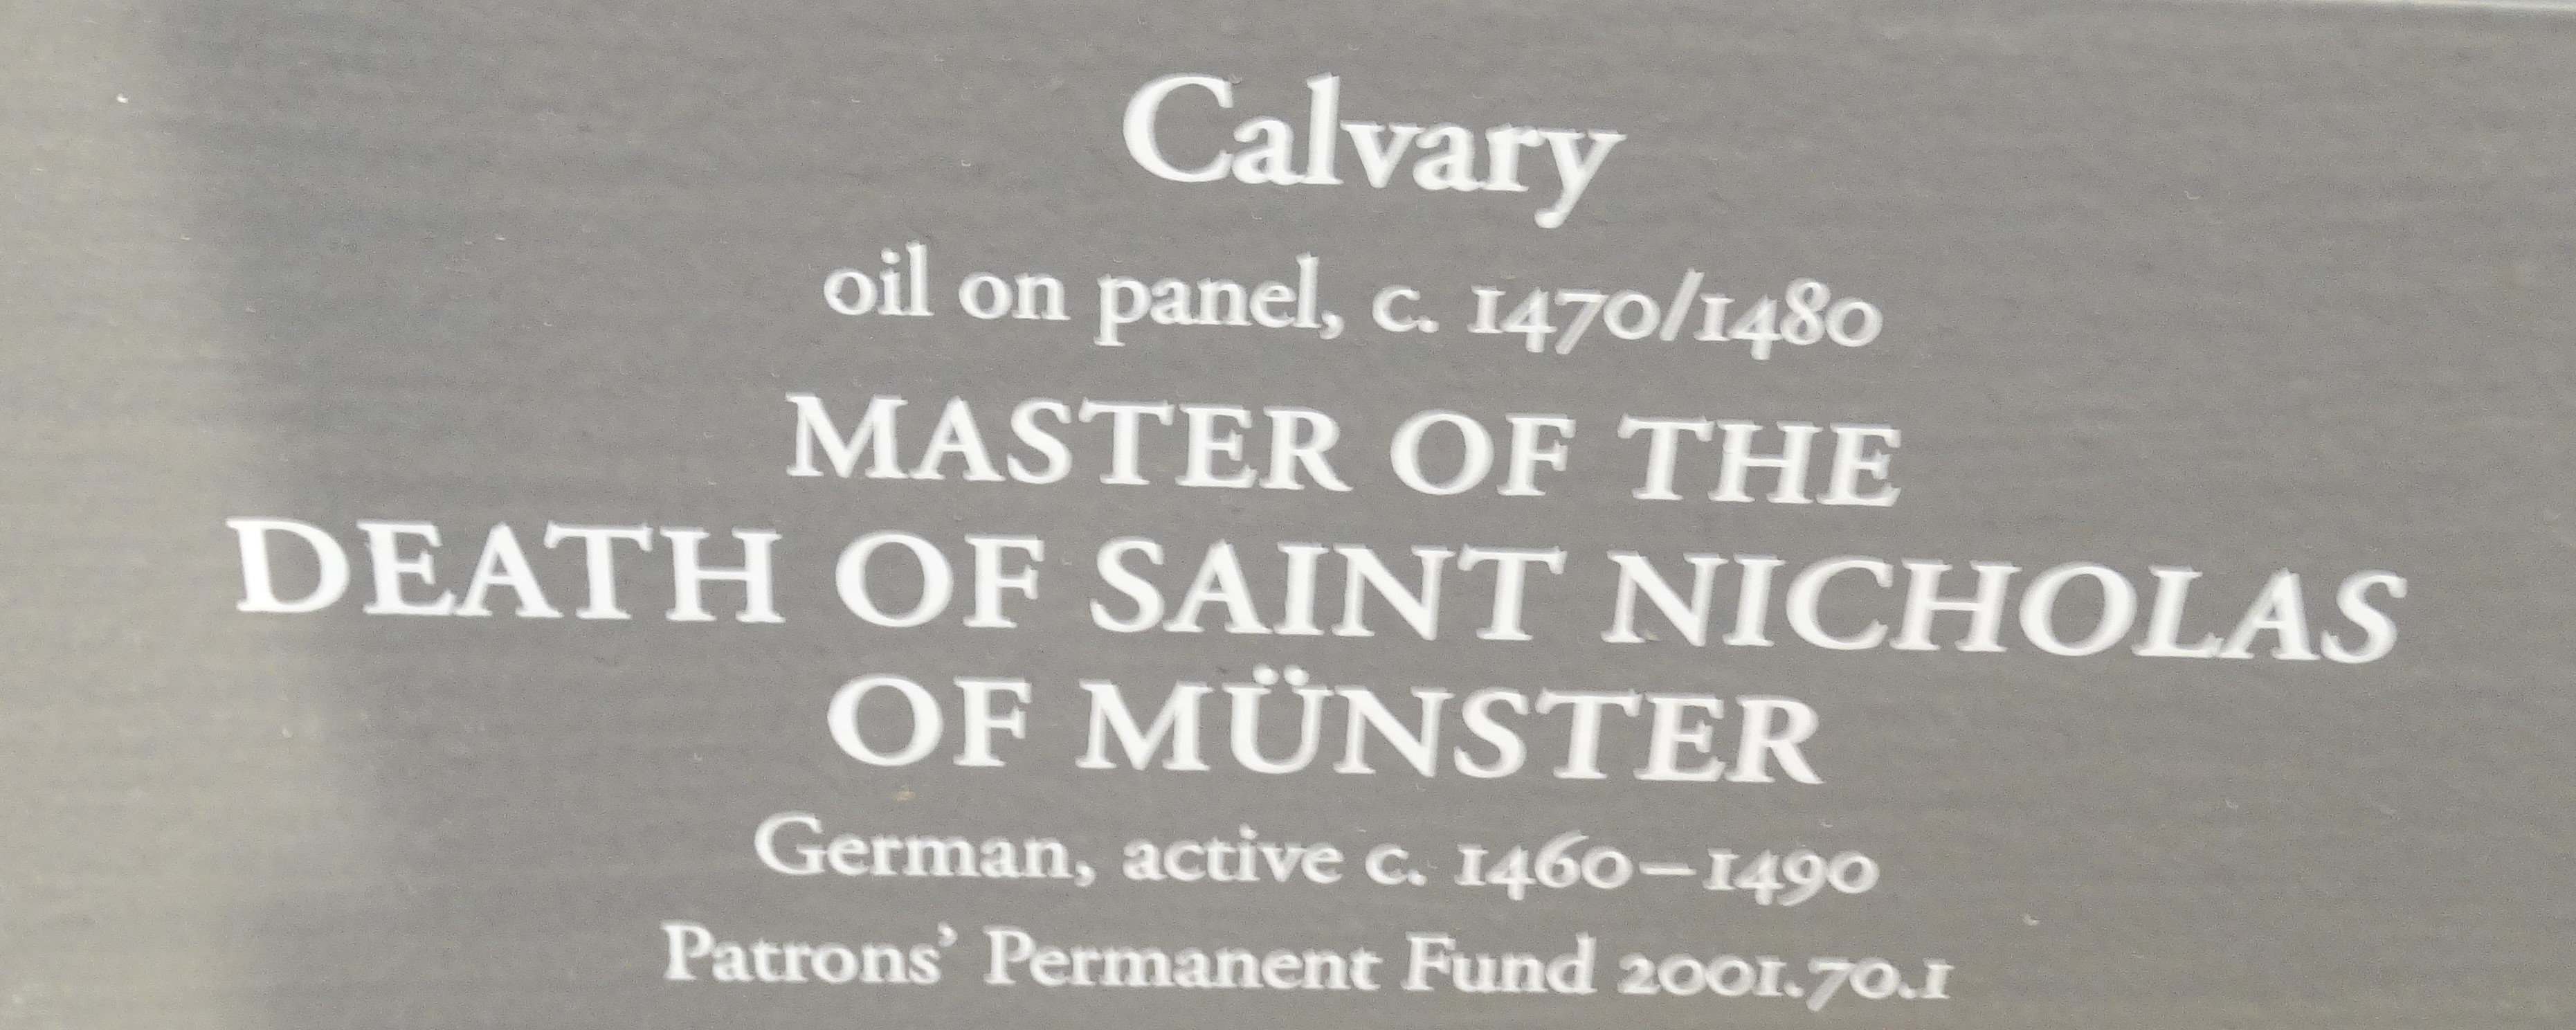 Calvary
oil on panel, c. 1470/1480
MASTER OF THE
DEATH OF SAINT NICHOLAS
OF MÜNSTER
German, active c. 1460–1490
Patrons’ Permanent Fund 2001.70.1